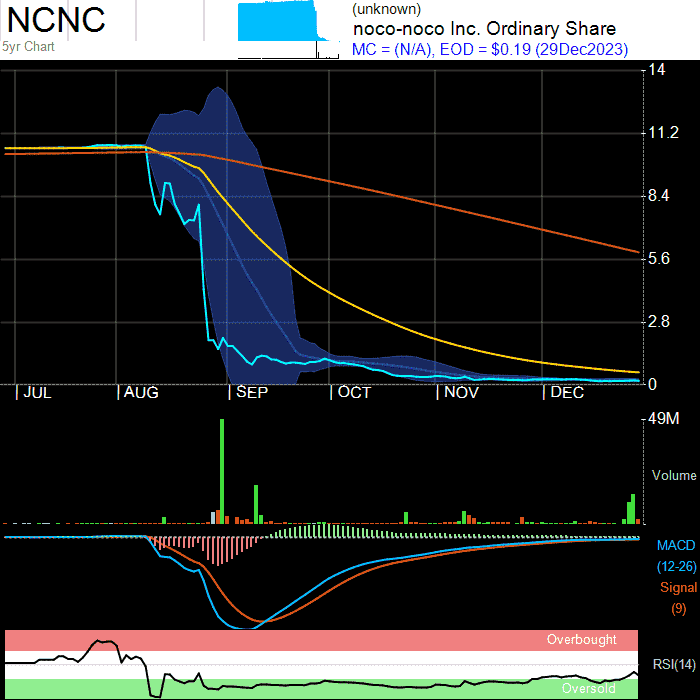 NCNC
5yr Chart
(unknown)
noco-noco Inc. Ordinary Share
MC = (N/A), EOD = $0.19 (29Dec2023)
14
11.2
8.4
5.6
2.8
0
JUL AUG SEP OCT NOV DEC
49M
Volume
MACD
(12-26)
Signal
(9)
Overbought
RSI(14)
Oversold